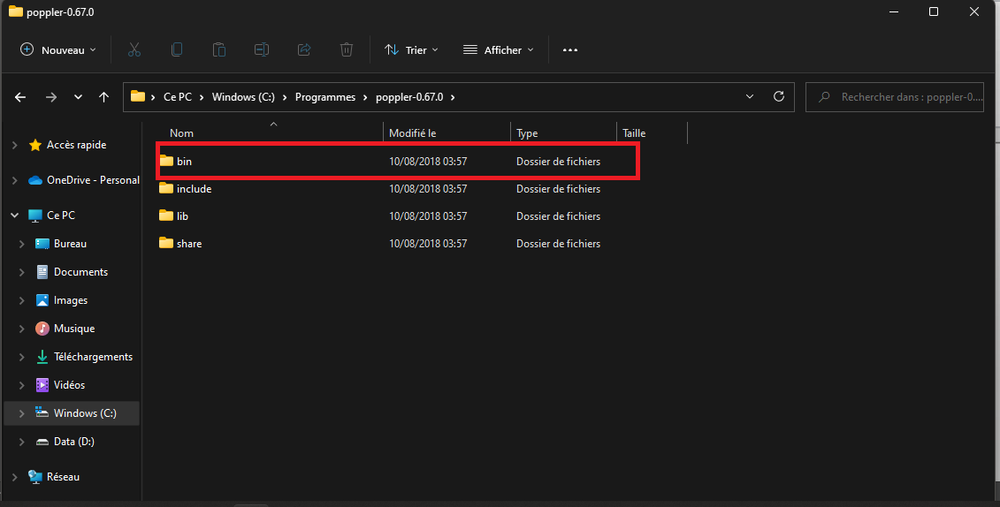 poppler-0.67.0
Nouveau
Trier
Afficher
Ce PC > Windows (C:) > Programmes > poppler-0.67.0 >
Rechercher dans : poppler-0....
Nom Modifié le Type Taille
bin 10/08/2018 03:57 Dossier de fichiers
include 10/08/2018 03:57 Dossier de fichiers
lib 10/08/2018 03:57 Dossier de fichiers
share 10/08/2018 03:57 Dossier de fichiers
Accès rapide
OneDrive - Personal
Ce PC
Bureau
Documents
Images
Musique
Téléchargements
Vidéos
Windows (C:)
Data (D:)
Réseau